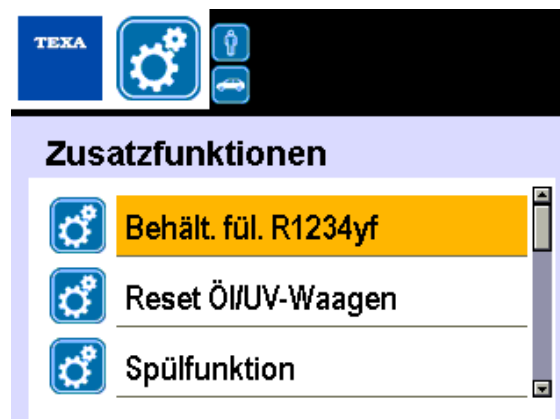 TEXA
Zusatzfunktionen
Behält. fül. R1234yf
Reset Öl/UV-Waagen
Spülfunktion